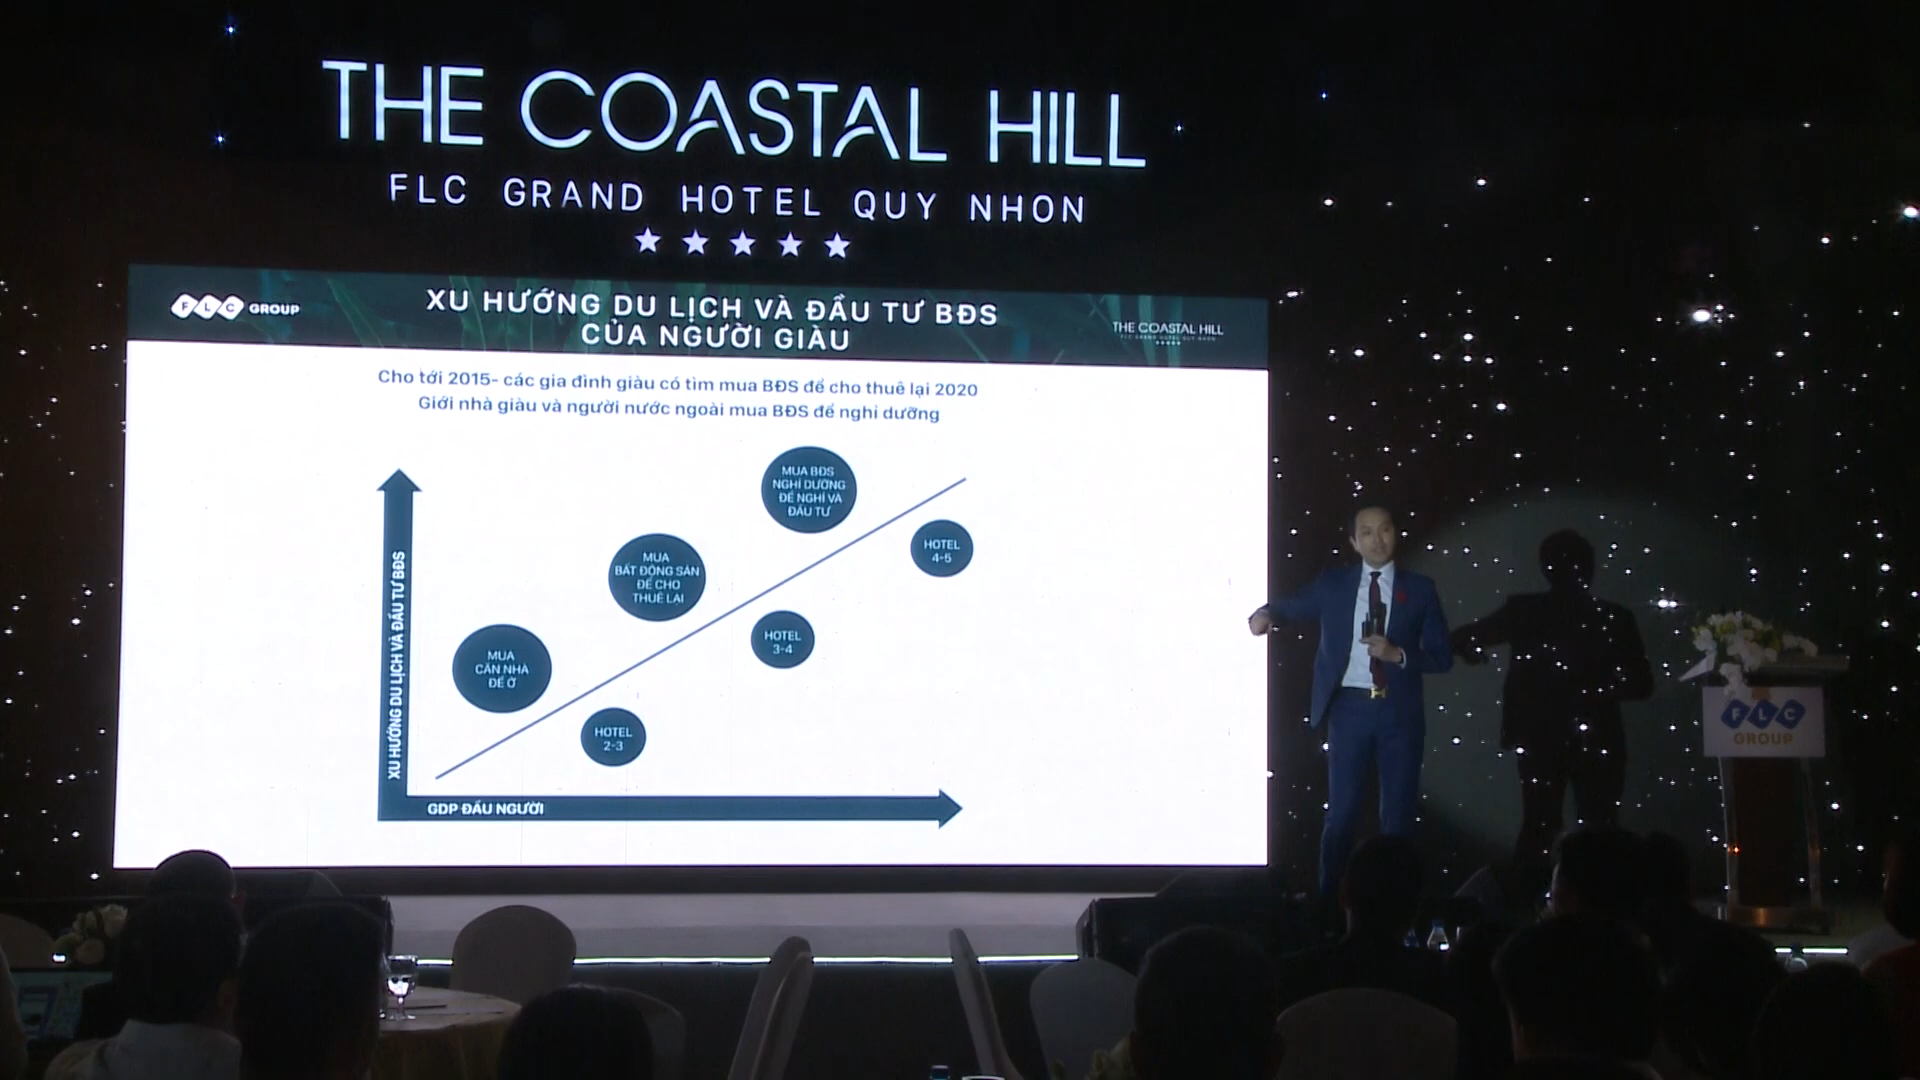 THE COASTAL HILL
FLC GRAND HOTEL QUY NHON
FLC GROUP
XU HƯỚNG DU LỊCH VÀ ĐẦU TƯ BĐS
CỦA NGƯỜI GIÀU
THE COASTAL HILL
FLC GRAND HOTEL QUY NHON
Cho tới 2015- các gia đình giàu có tìm mua BĐS để cho thuê lại 2020
Giới nhà giàu và người nước ngoài mua BĐS để nghỉ dưỡng
MUA BĐS
NGHỈ DƯỠNG
ĐỂ NGHỈ VÀ
ĐẦU TƯ
HOTEL
4-5
MUA
BẤT ĐỘNG SẢN
ĐỂ CHO
THUÊ LẠI
HOTEL
3-4
MUA
CĂN NHÀ
ĐỂ Ở
HOTEL
2-3
XU HƯỚNG DU LỊCH VÀ ĐẦU TƯ BĐS
GDP ĐẦU NGƯỜI
FLC
GROUP